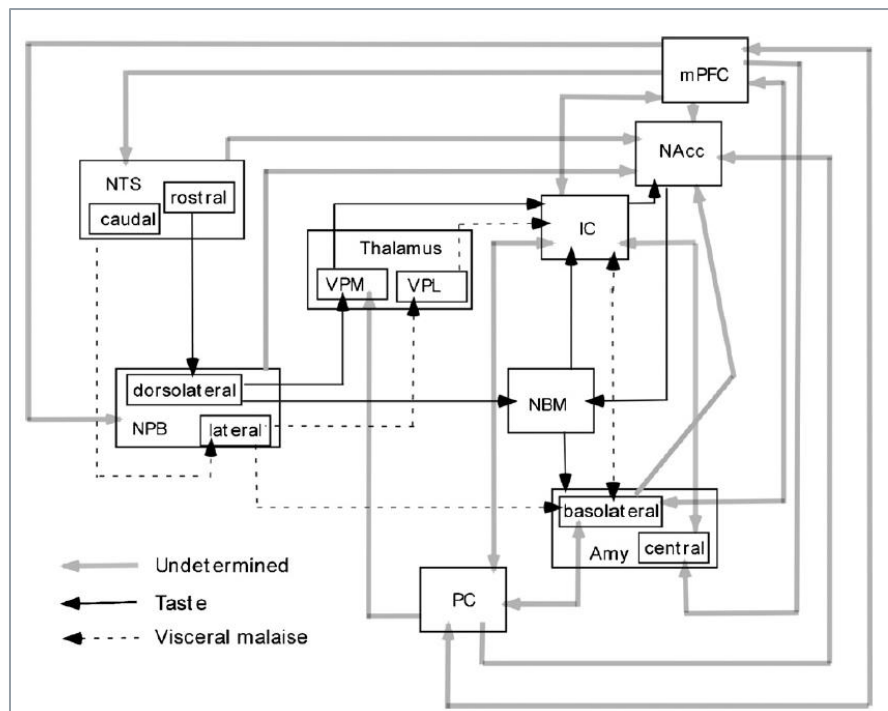 mPFC
NAcc
NTS
rostral
caudal
IC
Thalamus
VPM
VPL
dorsolateral
NPB
lateral
NBM
basolateral
Amy
central
PC
Undetermined
Taste
Visceral malaise